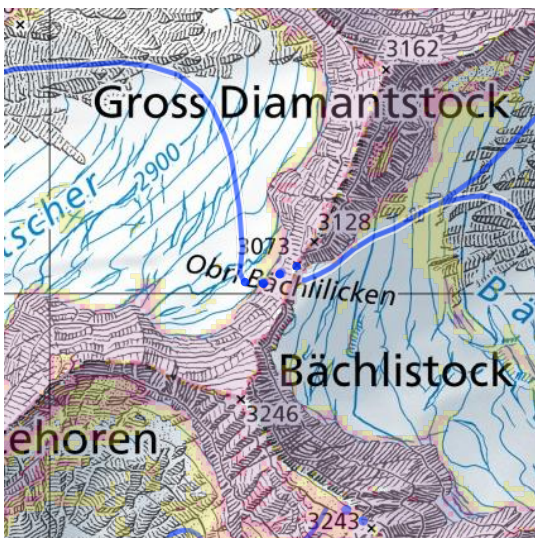 3162
Gross Diamantstock
2900
tscher
3128
3073
Obri Bächlilicken
Bä
Bächlistock
3246
ehoren
3243